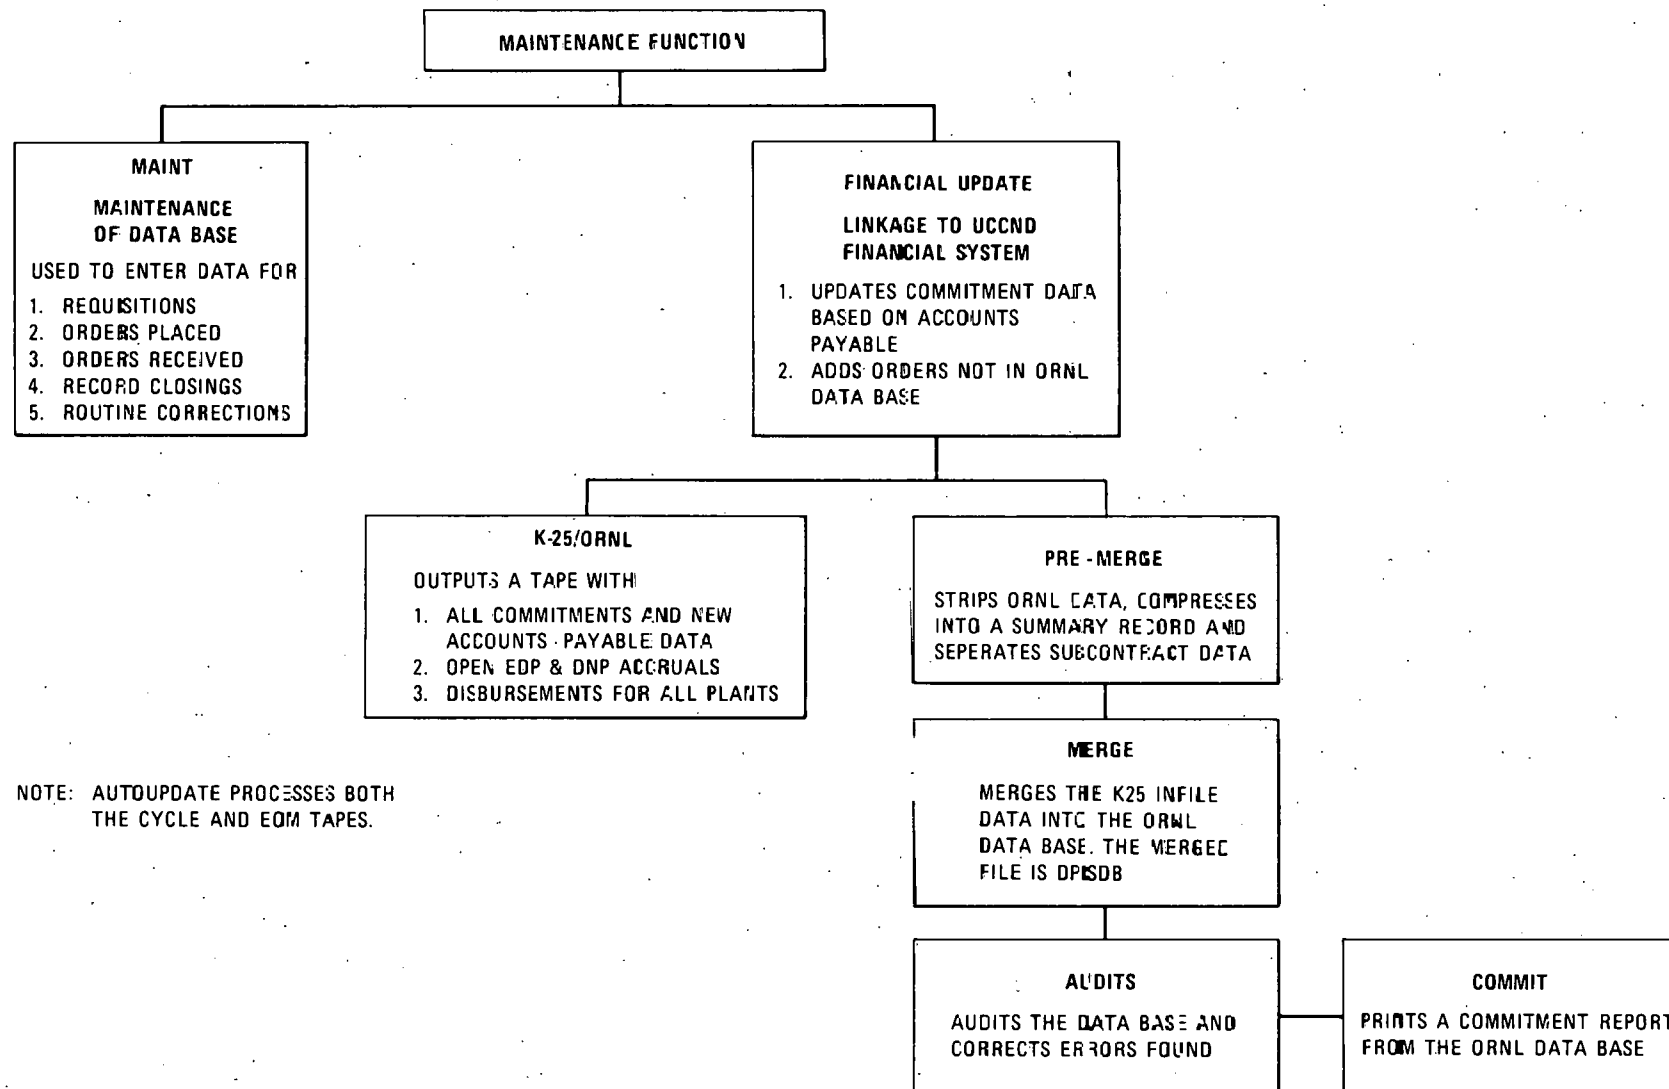 MAINTENANCE FUNCTION
MAINT
MAINTENANCE
OF DATA BASE
USED TO ENTER DATA FOR
1. REQUISITIONS
2. ORDERS PLACED
3. ORDERS RECEIVED
4. RECORD CLOSINGS
5. ROUTINE CORRECTIONS
FINANCIAL UPDATE
LINKAGE TO UCCND
FINANCIAL SYSTEM
1. UPDATES COMMITMENT DATA
BASED ON ACCOUNTS
PAYABLE
2. ADDS ORDERS NOT IN ORNL
DATA BASE
K-25/ORNL
OUTPUTS A TAPE WITH
1. ALL COMMITMENTS AND NEW
ACCOUNTS PAYABLE DATA
2. OPEN EDP & DNP ACCRUALS
3. DISBURSEMENTS FOR ALL PLANTS
PRE-MERGE
STRIPS ORNL DATA, COMPRESSES
INTO A SUMMARY RECORD AND
SEPERATES SUBCONTRACT DATA
MERGE
MERGES THE K25 INFILE
DATA INTO THE ORNL
DATA BASE. THE MERGED
FILE IS DPISDB
NOTE: AUTOUPDATE PROCESSES BOTH
THE CYCLE AND EOM TAPES.
AUDITS
AUDITS THE DATA BASE AND
CORRECTS ERRORS FOUND
COMMIT
PRINTS A COMMITMENT REPORT
FROM THE ORNL DATA BASE